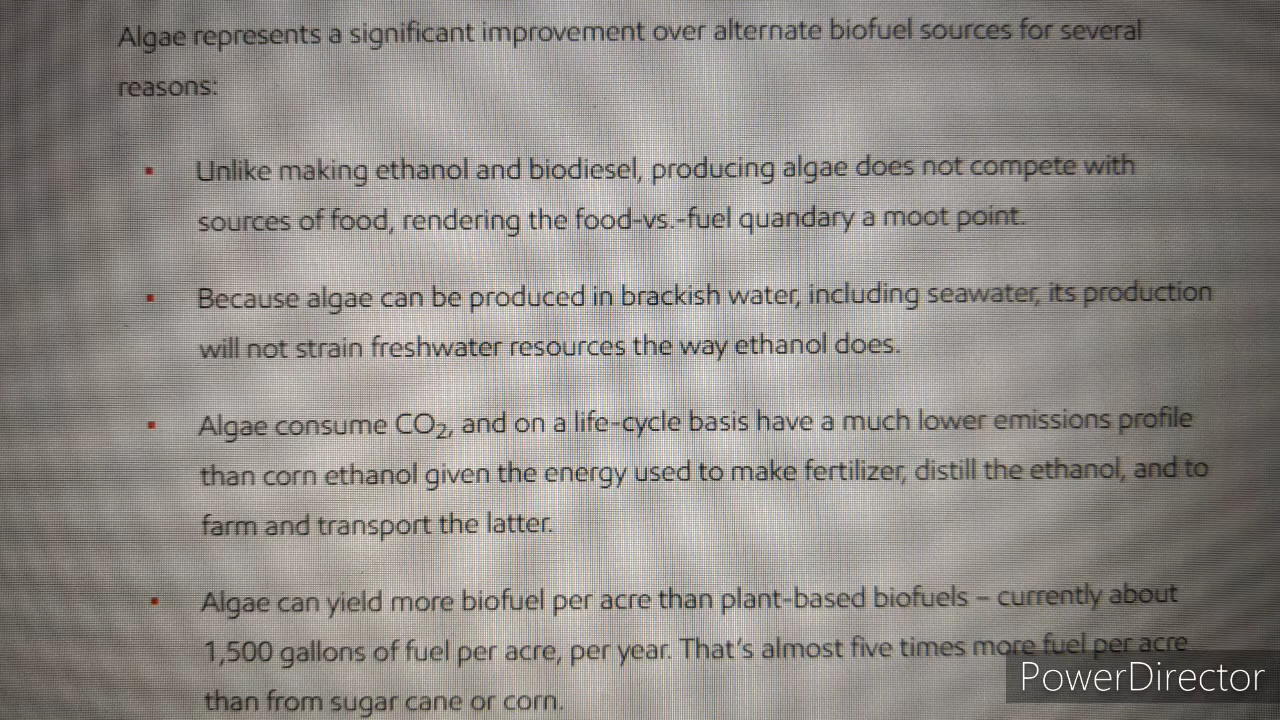 Algae represents a significant improvement over alternate biofuel sources for several
reasons:
▪ Unlike making ethanol and biodiesel, producing algae does not compete with
sources of food, rendering the food-vs.-fuel quandary a moot point.
▪ Because algae can be produced in brackish water, including seawater, its production
will not strain freshwater resources the way ethanol does.
▪ Algae consume CO₂, and on a life-cycle basis have a much lower emissions profile
than corn ethanol given the energy used to make fertilizer, distill the ethanol, and to
farm and transport the latter.
▪ Algae can yield more biofuel per acre than plant-based biofuels – currently about
1,500 gallons of fuel per acre, per year. That's almost five times more fuel per acre
than from sugar cane or corn.
PowerDirector